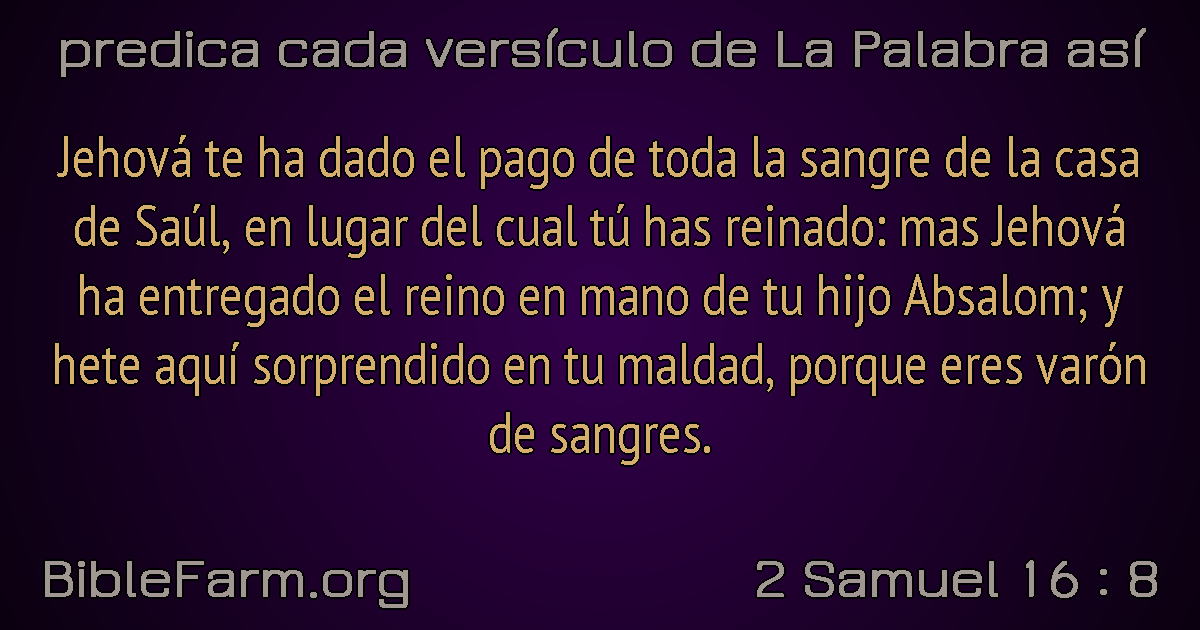 predica cada versículo de La Palabra así
Jehová te ha dado el pago de toda la sangre de la casa
de Saúl, en lugar del cual tú has reinado: mas Jehová
ha entregado el reino en mano de tu hijo Absalom; y
hete aquí sorprendido en tu maldad, porque eres varón
de sangres.
BibleFarm.org
2 Samuel 16 : 8